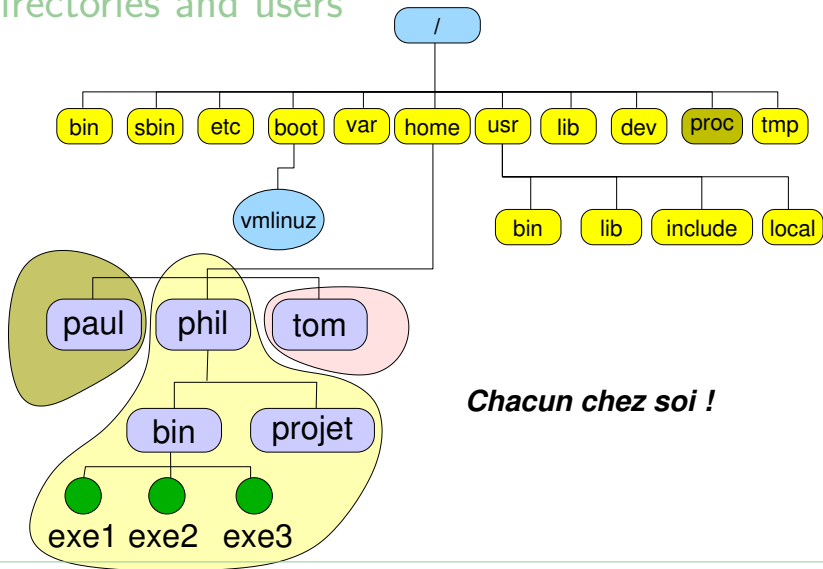 irectories and users
/
bin sbin etc boot var home usr lib dev proc tmp
vmlinuz
bin lib include local
paul phil tom
Chacun chez soi !
bin projet
exe1 exe2 exe3